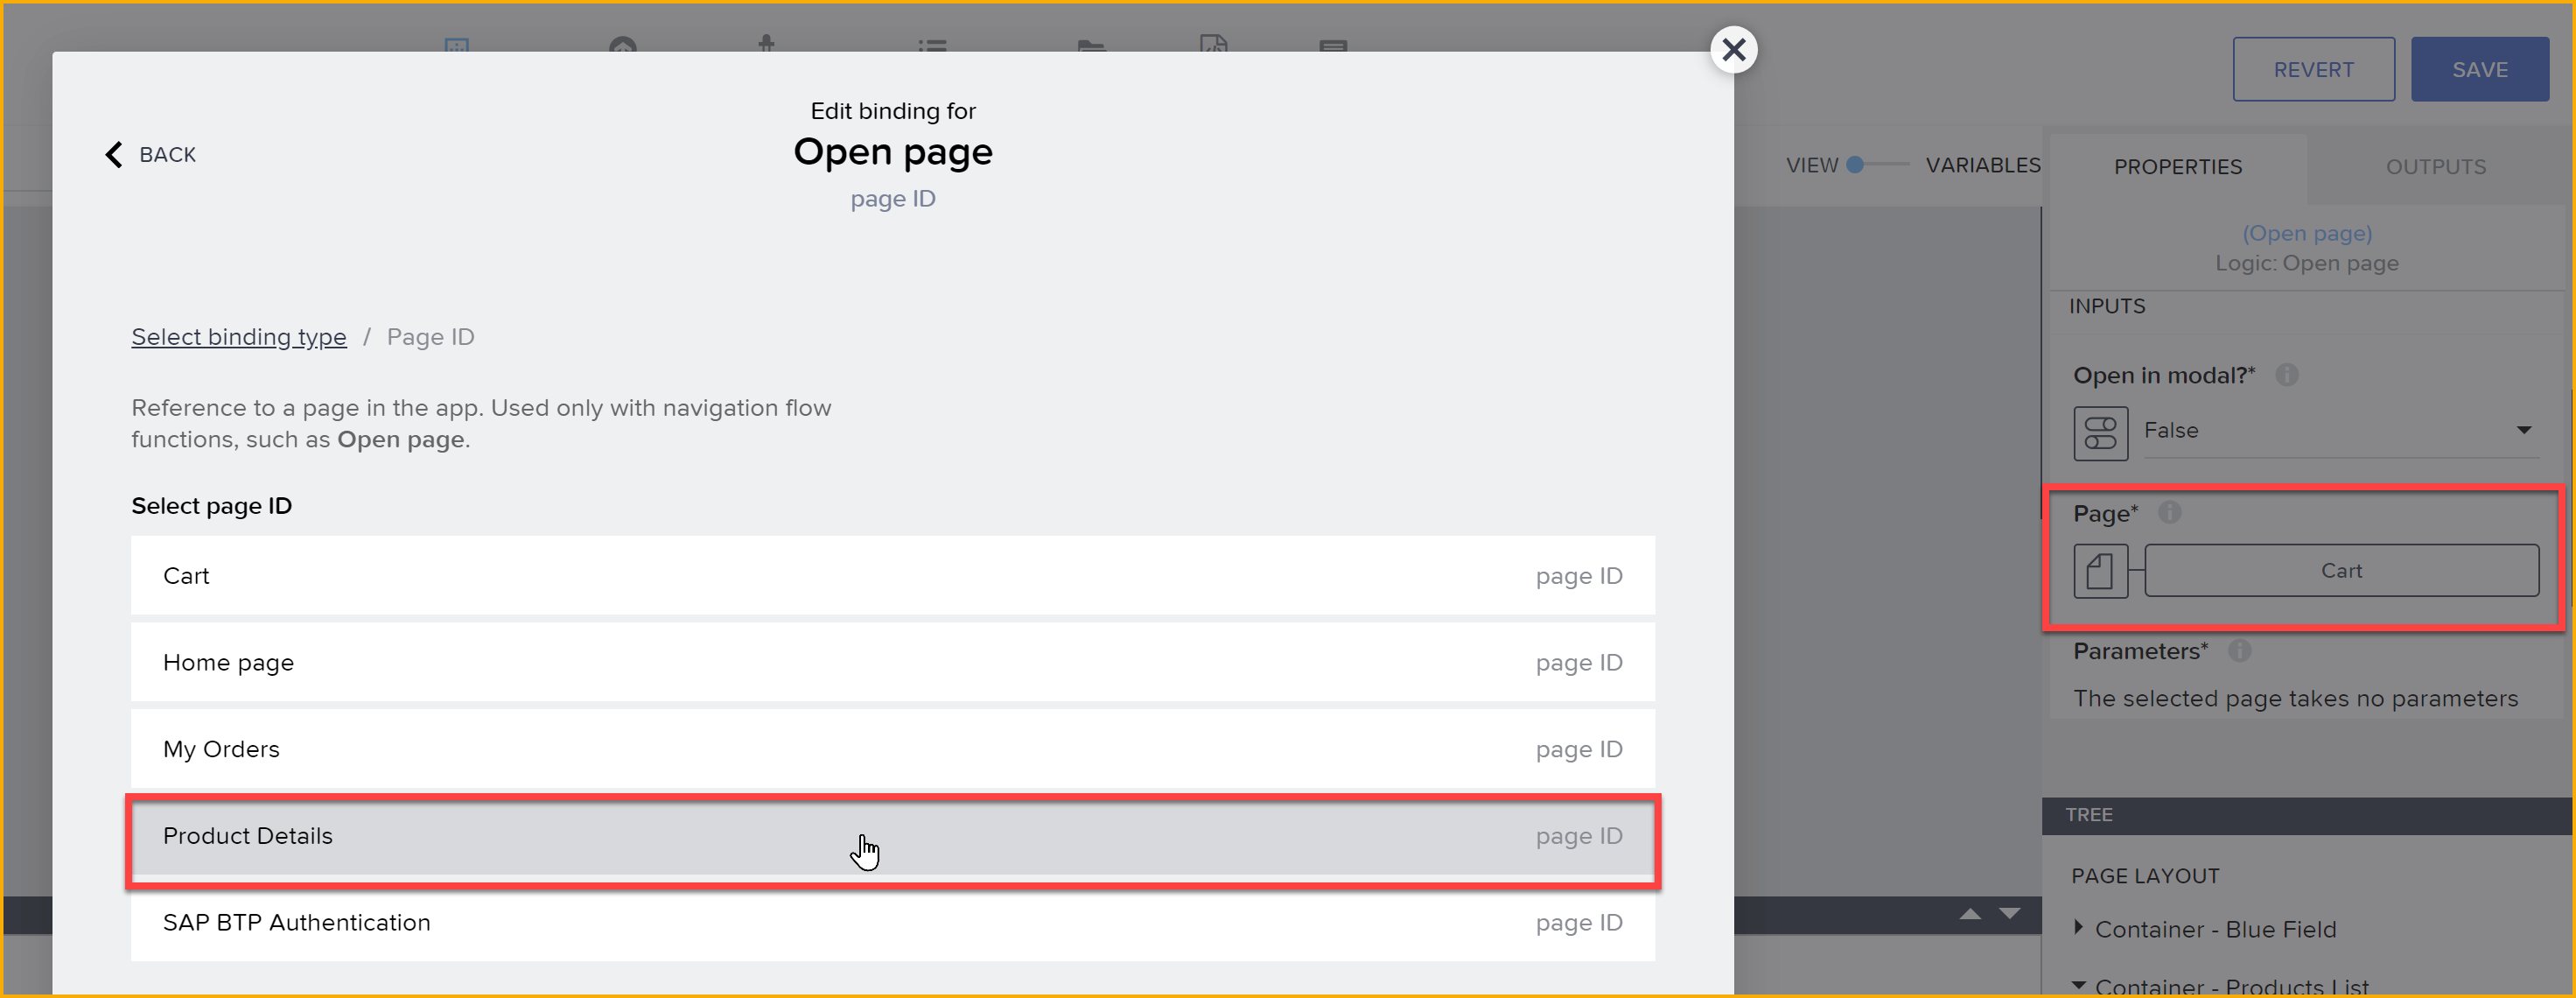 REVERT
SAVE
Edit binding for
Open page
page ID
BACK
Select binding type / Page ID
Reference to a page in the app. Used only with navigation flow
functions, such as Open page.
Select page ID
Cart page ID
Home page page ID
My Orders page ID
Product Details page ID
SAP BTP Authentication page ID
VIEW VARIABLES
PROPERTIES OUTPUTS
(Open page)
Logic: Open page
INPUTS
Open in modal?*
False
Page*
Cart
Parameters*
The selected page takes no parameters
TREE
PAGE LAYOUT
Container - Blue Field
Container - Products List